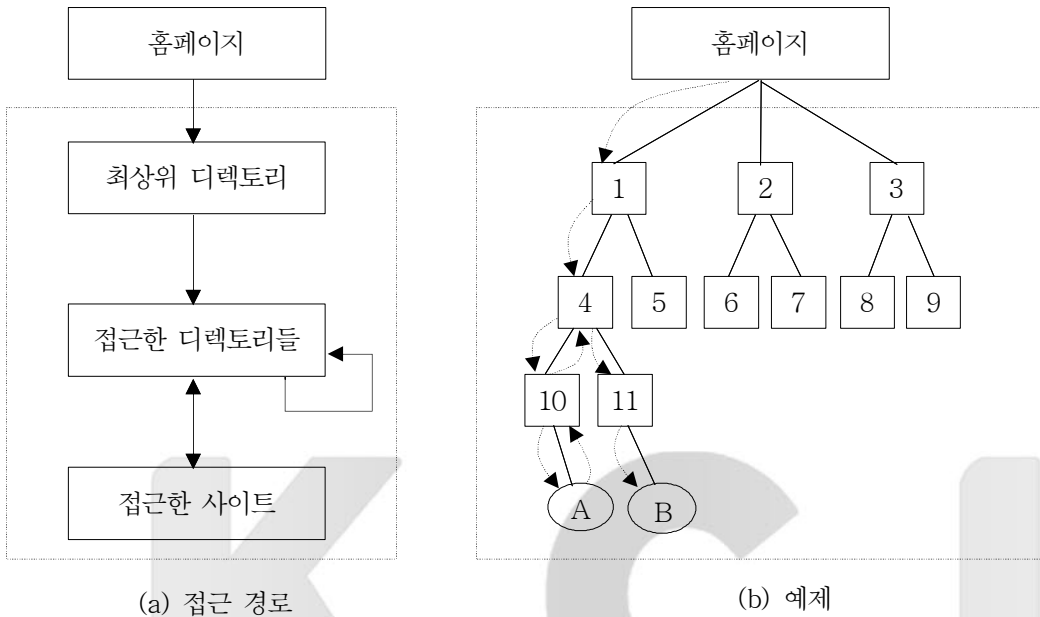 홈페이지
최상위 디렉토리
접근한 디렉토리들
접근한 사이트
(a) 접근 경로
홈페이지
1 2 3
4 5 6 7 8 9
10 11
A B
(b) 예제
K C I